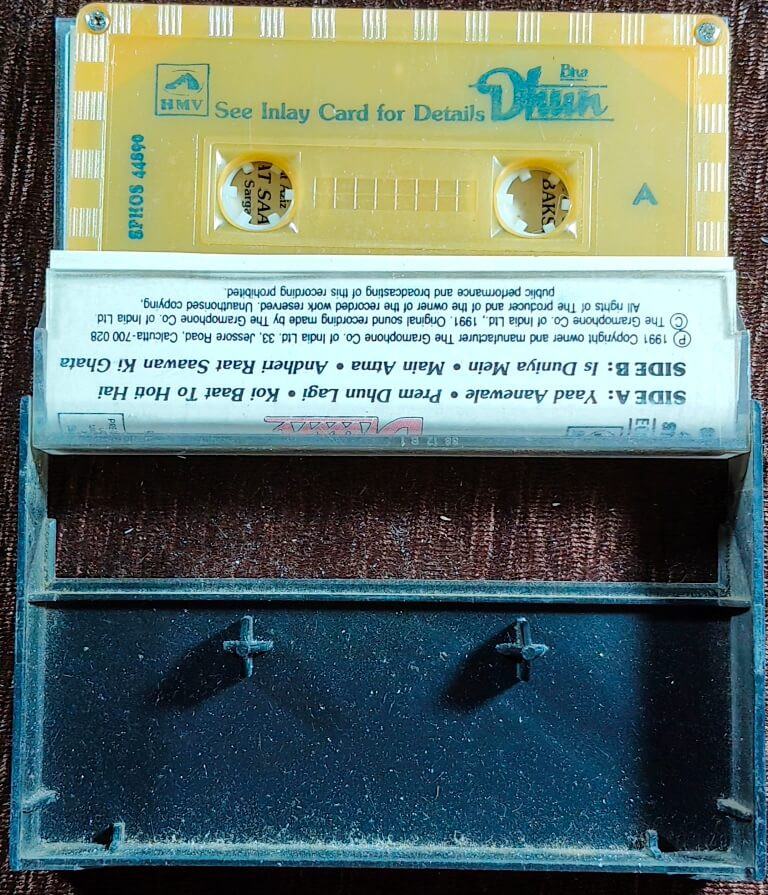 HMV
See Inlay Card for Details
Dhun
SPHOS 44890
A
SIDE A: Yaad Aanewale • Prem Dhun Lagi • Koi Baat To Hoti Hai
SIDE B: Is Duniya Mein • Main Atma • Andheri Raat Saawan Ki Ghata
Ⓟ 1991 Copyright owner and manufacturer The Gramophone Co. of India Ltd. 33, Jessore Road, Calcutta-700 028
Ⓒ The Gramophone Co. of India Ltd., 1991. Original sound recording made by The Gramophone Co. of India Ltd
All rights of The producer and of the owner of the recorded work reserved. Unauthorised copying,
public performance and broadcasting of this recording prohibited.